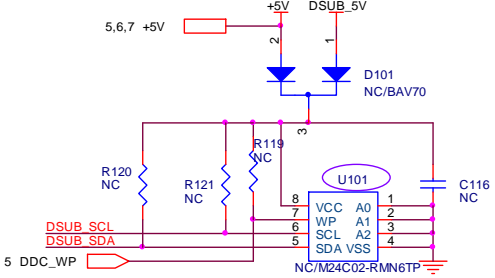 +5V DSUB_5V
5,6,7 +5V
2 1
D101
NC/BAV70
3
R120
NC
R121
NC
R119
NC
U101
C116
NC
8 VCC A0 1
7 WP A1 2
6 SCL A2 3
5 SDA VSS 4
DSUB_SCL
DSUB_SDA
5 DDC_WP
NC/M24C02-RMN6TP